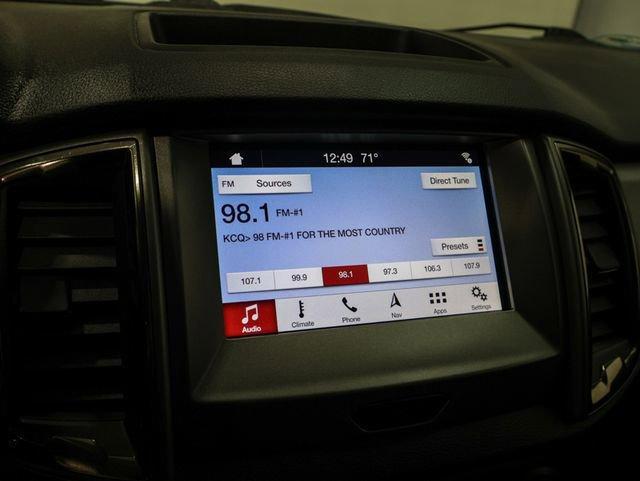 12:49 71°
FM Sources Direct Tune
98.1 FM-#1
KCQ> 98 FM-#1 FOR THE MOST COUNTRY
Presets
107.1 99.9 98.1 97.3 106.3 107.9
Audio Climate Phone Nav Apps Settings